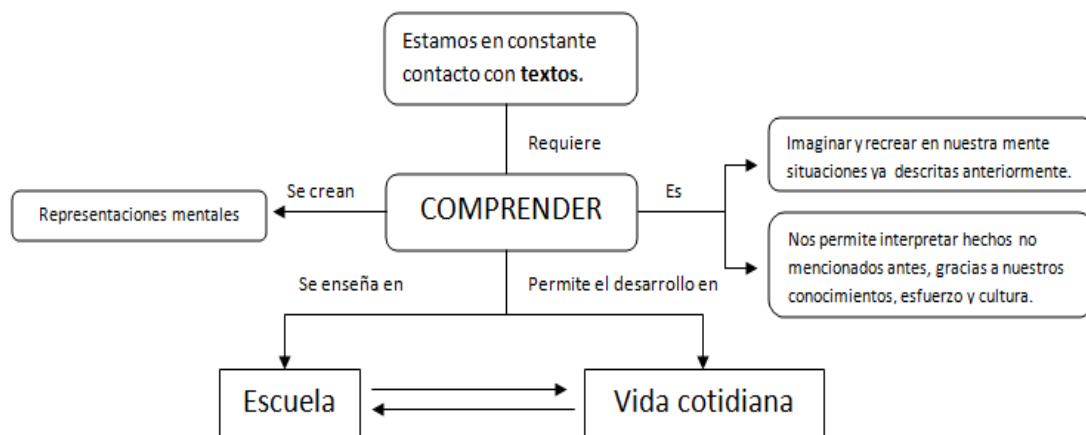 Estamos en constante
contacto con textos.
Requiere
Imaginar y recrear en nuestra mente
situaciones ya descritas anteriormente.
Se crean
Es
Representaciones mentales
COMPRENDER
Nos permite interpretar hechos no
mencionados antes, gracias a nuestros
conocimientos, esfuerzo y cultura.
Se enseña en
Permite el desarrollo en
Escuela
Vida cotidiana